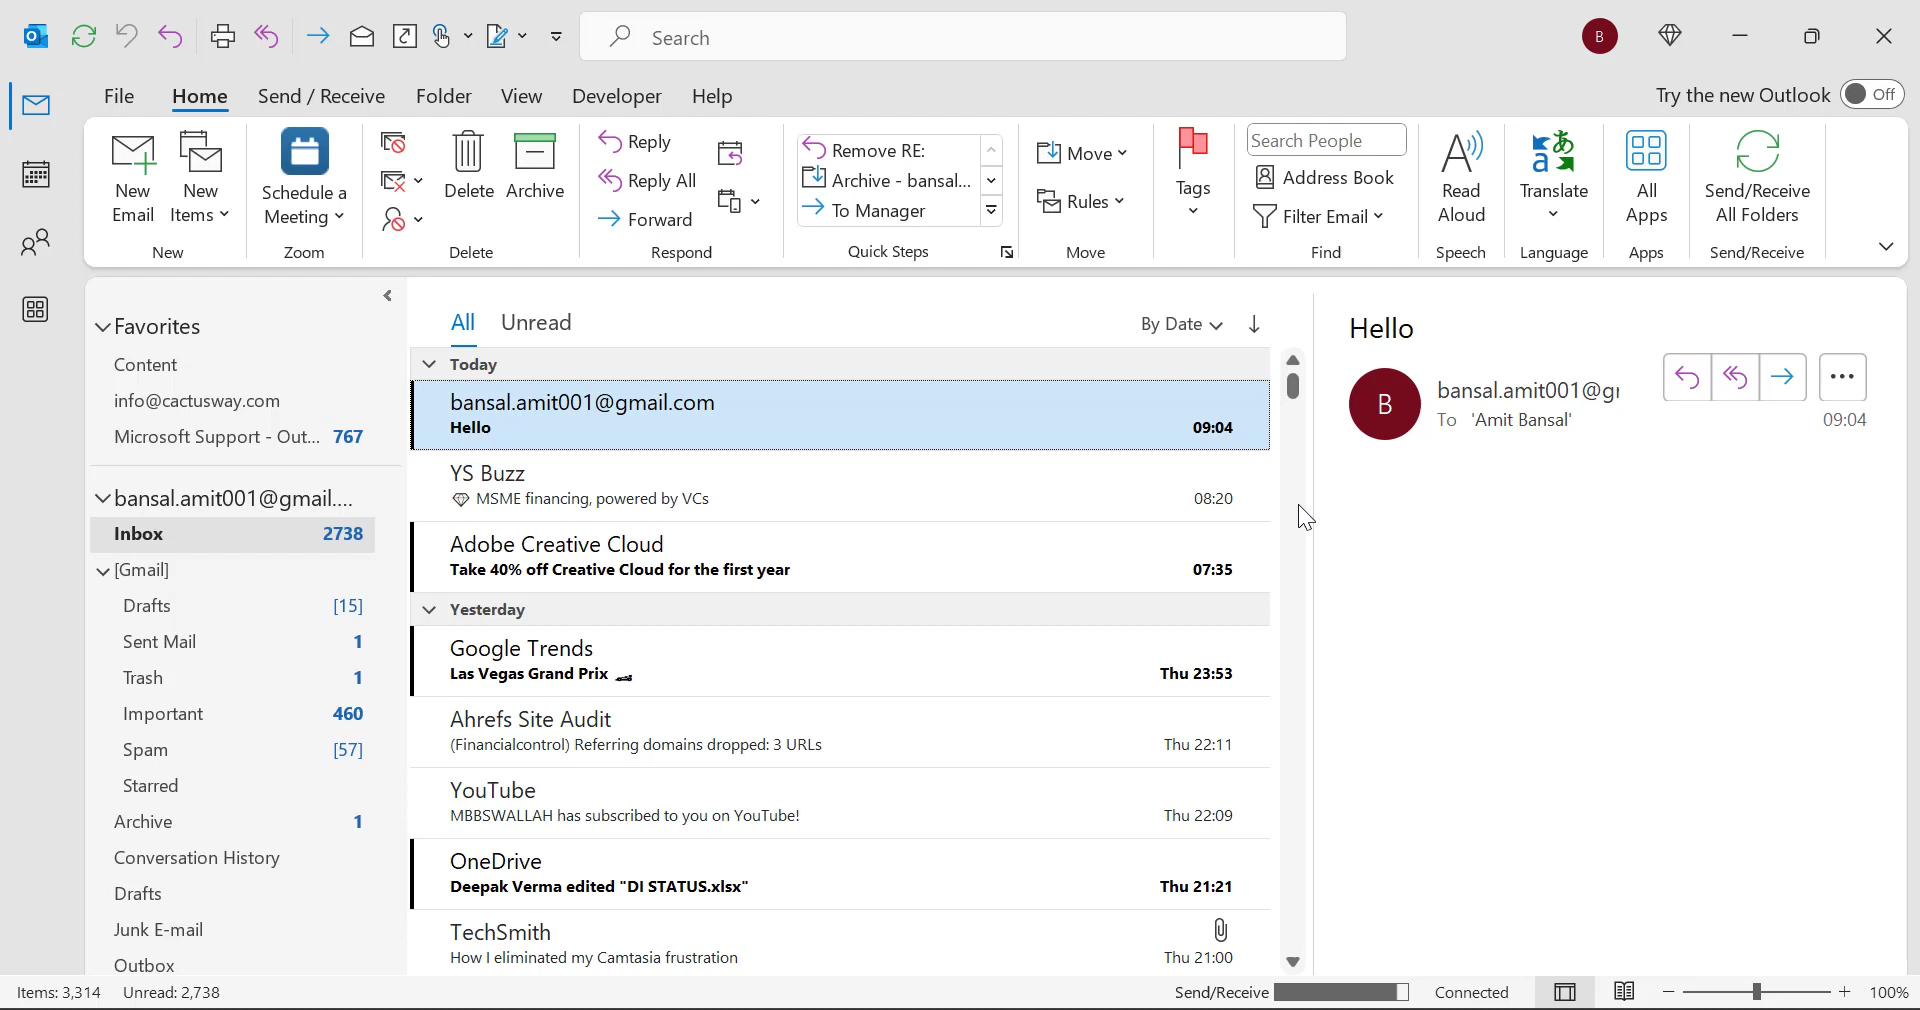 Search
B
File Home Send / Receive Folder View Developer Help
Try the new Outlook Off
New Email
New Items
Schedule a Meeting
Delete
Archive
Reply
Reply All
Forward
Remove RE:
Archive - bansal...
To Manager
Move
Rules
Tags
Search People
Address Book
Filter Email
Read Aloud
Translate
All Apps
Send/Receive All Folders
New
Zoom
Delete
Respond
Quick Steps
Move
Find
Speech
Language
Apps
Send/Receive
Favorites
Content
info@cactusway.com
Microsoft Support - Out... 767
bansal.amit001@gmail....
Inbox 2738
[Gmail]
Drafts [15]
Sent Mail 1
Trash 1
Important 460
Spam [57]
Starred
Archive 1
Conversation History
Drafts
Junk E-mail
Outbox
All Unread By Date
Today
bansal.amit001@gmail.com
Hello 09:04
YS Buzz
MSME financing, powered by VCs 08:20
Adobe Creative Cloud
Take 40% off Creative Cloud for the first year 07:35
Yesterday
Google Trends
Las Vegas Grand Prix Thu 23:53
Ahrefs Site Audit
(Financialcontrol) Referring domains dropped: 3 URLs Thu 22:11
YouTube
MBBSWALLAH has subscribed to you on YouTube! Thu 22:09
OneDrive
Deepak Verma edited "DI STATUS.xlsx" Thu 21:21
TechSmith
How I eliminated my Camtasia frustration Thu 21:00
Hello
B
bansal.amit001@g
To 'Amit Bansal' 09:04
Items: 3,314 Unread: 2,738 Send/Receive Connected 100%